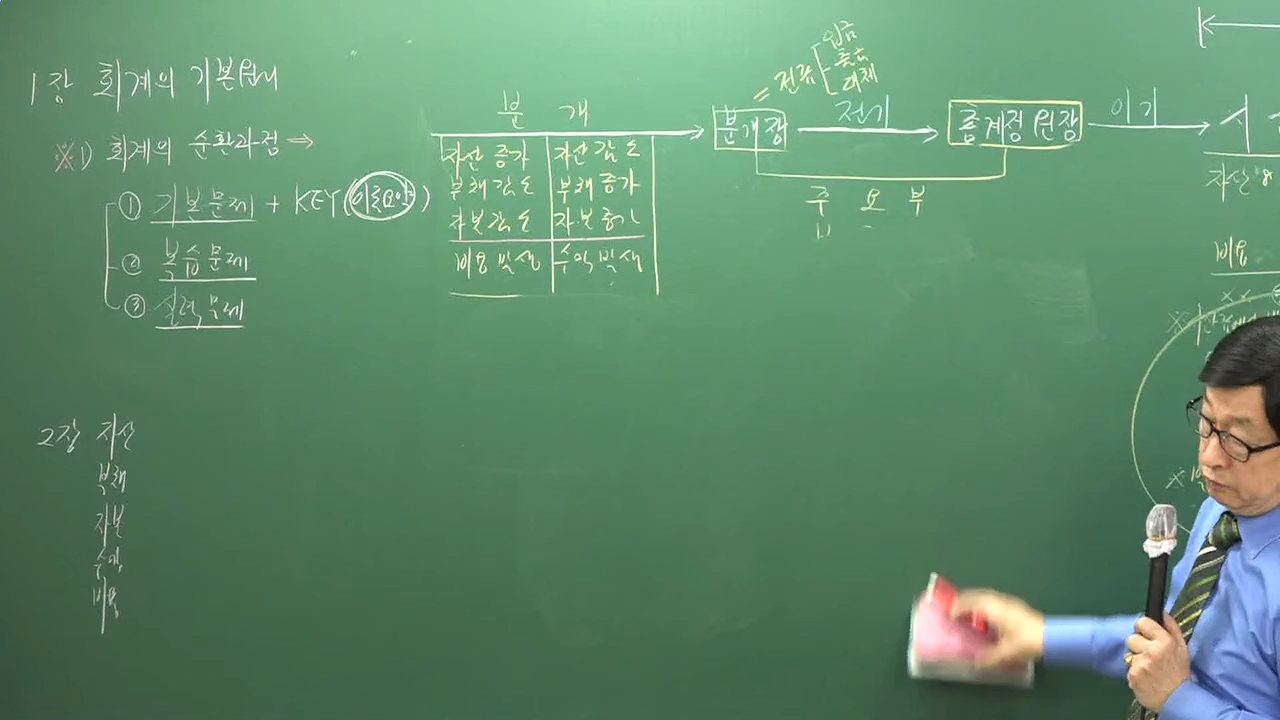 1장 회계의 기본원리
※1) 회계의 순환과정 ⇒
① 기본문제 + KEY(이론요약)
② 복습문제
③ 실력문제
2장 자산
부채
자본
수익
비용
분 개
자산 증가 자산 감소
부채 감소 부채 증가
자본 감소 자본 증가
비용 발생 수익 발생
= 전표 입금
출금
대체
분개장 전기 총계정원장 이기 시
주 요 부
자산
비용
××
※
※